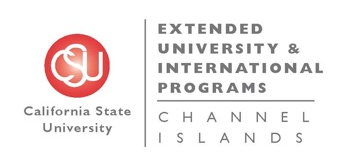 CSU
California State
University
EXTENDED
UNIVERSITY &
INTERNATIONAL
PROGRAMS
CHANNEL
ISLANDS